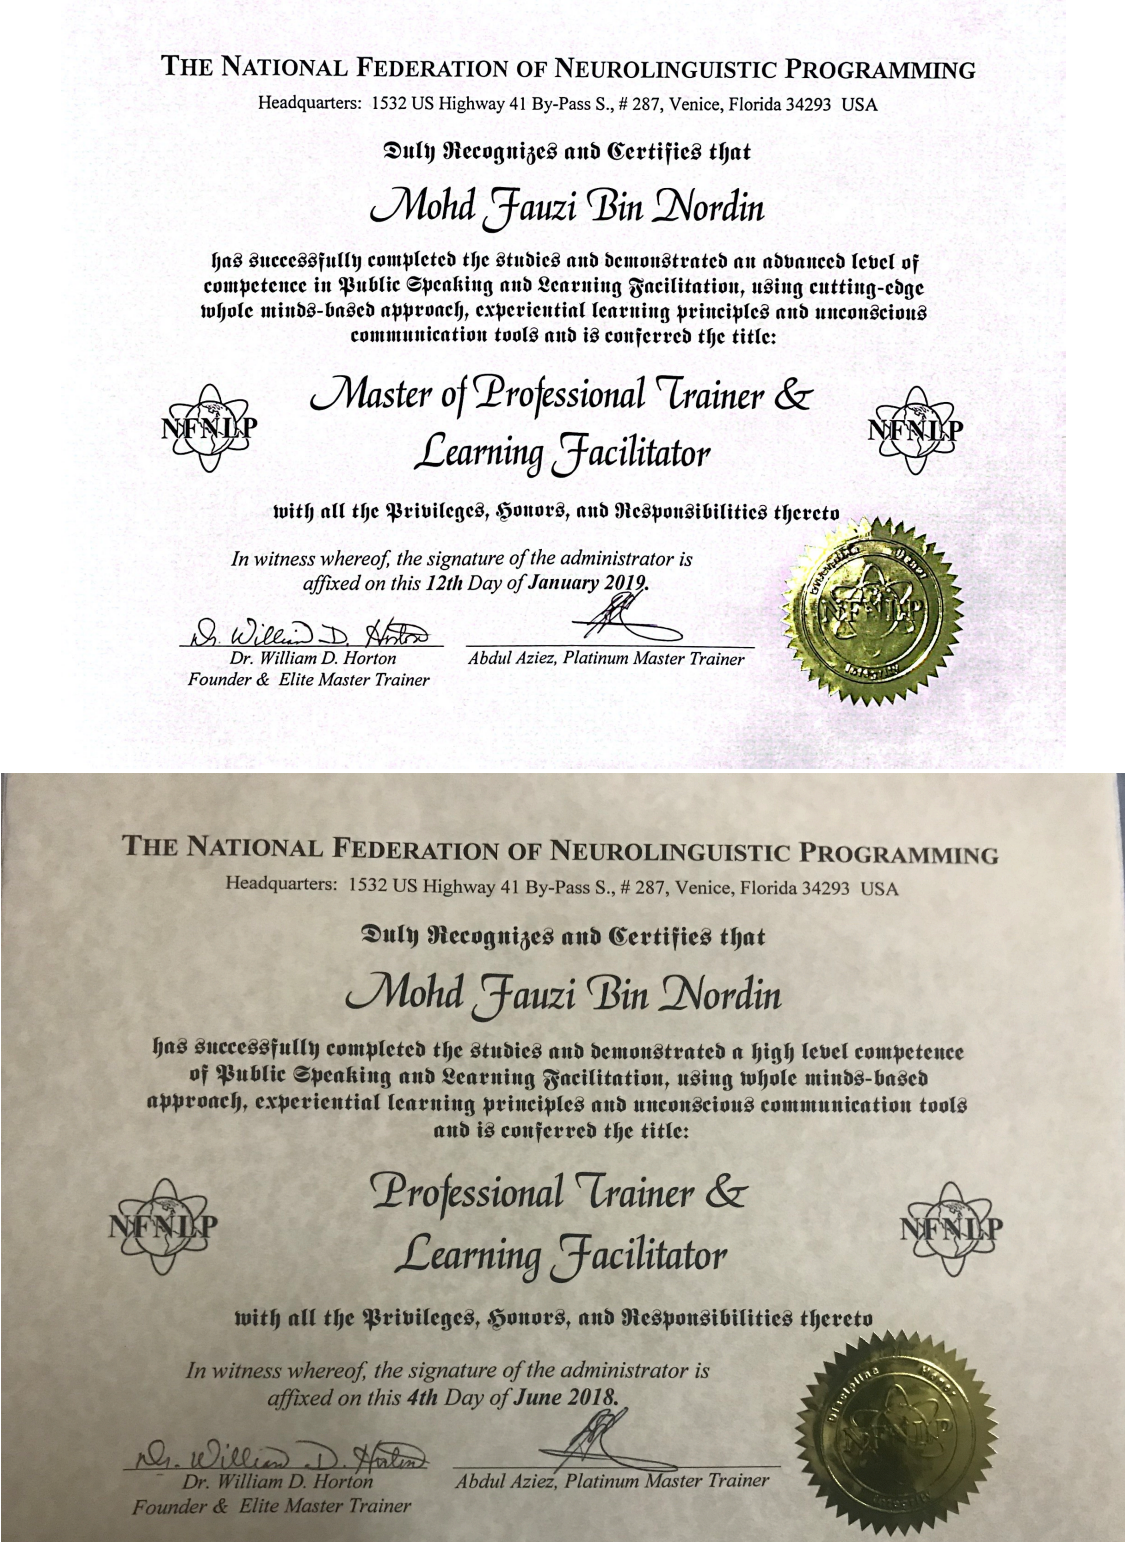 THE NATIONAL FEDERATION OF NEUROLINGUISTIC PROGRAMMING
Headquarters: 1532 US Highway 41 By-Pass S., # 287, Venice, Florida 34293 USA
Duly Recognizes and Certifies that
Mohd Fauzi Bin Nordin
has successfully completed the studies and demonstrated an advanced level of
competence in Public Speaking and Learning Facilitation, using cutting-edge
whole minds-based approach, experiential learning principles and unconscious
communication tools and is conferred the title:
Master of Professional Trainer &
Learning Facilitator
NFNLP
NFNLP
with all the Privileges, Honors, and Responsibilities thereto
In witness whereof, the signature of the administrator is
affixed on this 12th Day of January 2019.
NFNLP
Dr. William D. Horton
Dr. William D. Horton
Founder & Elite Master Trainer
Abdul Aziez, Platinum Master Trainer
THE NATIONAL FEDERATION OF NEUROLINGUISTIC PROGRAMMING
Headquarters: 1532 US Highway 41 By-Pass S., # 287, Venice, Florida 34293 USA
Duly Recognizes and Certifies that
Mohd Fauzi Bin Nordin
has successfully completed the studies and demonstrated a high level competence
of Public Speaking and Learning Facilitation, using whole minds-based
approach, experiential learning principles and unconscious communication tools
and is conferred the title:
Professional Trainer &
Learning Facilitator
NFNLP
NFNLP
with all the Privileges, Honors, and Responsibilities thereto
In witness whereof, the signature of the administrator is
affixed on this 4th Day of June 2018.
Discipline Honor
NFNLP
Dr. William D. Horton
Dr. William D. Horton
Founder & Elite Master Trainer
Abdul Aziez, Platinum Master Trainer